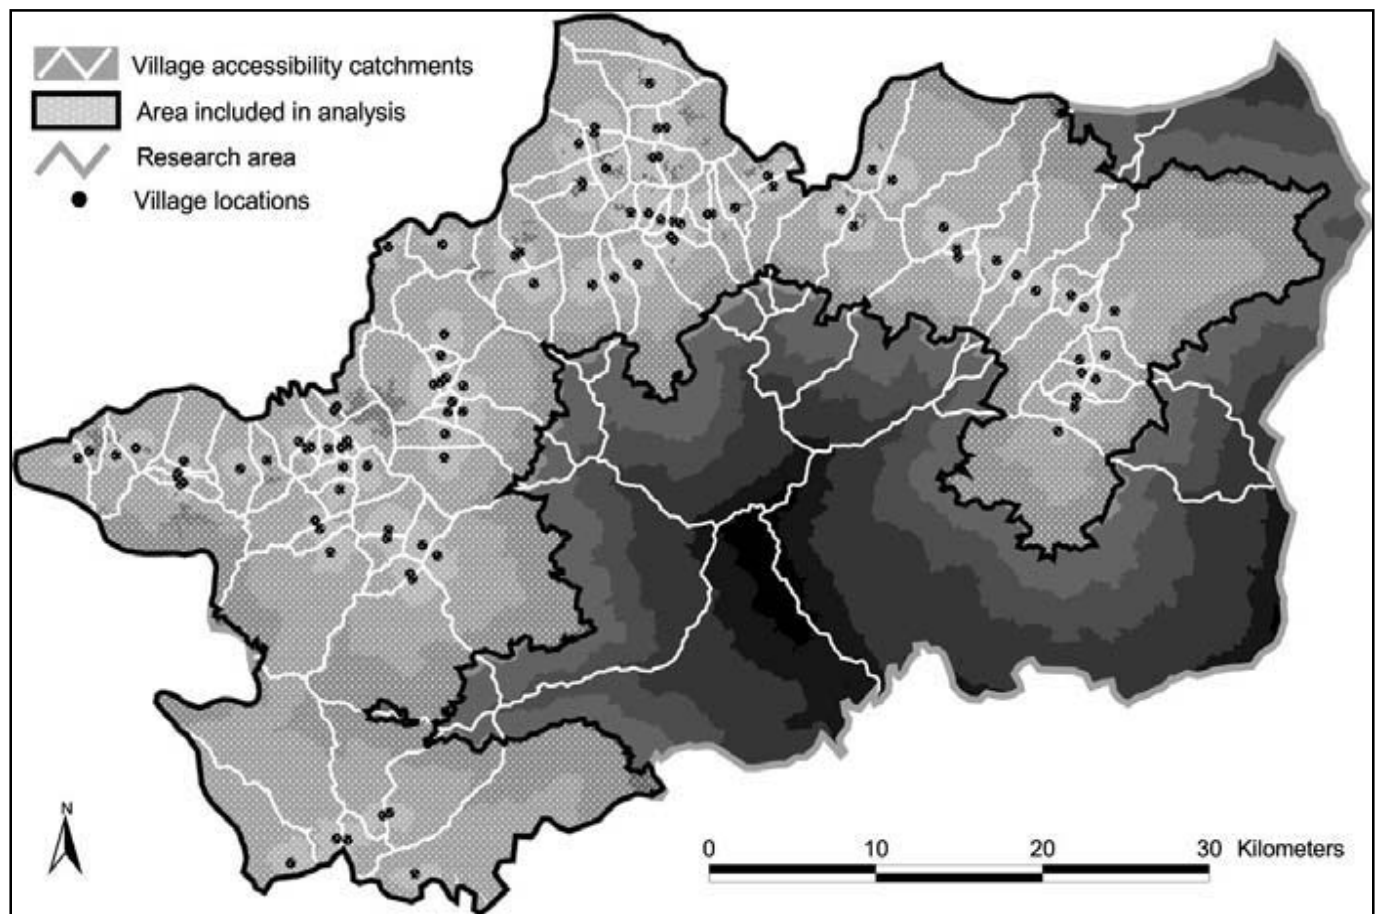 Village accessibility catchments
Area included in analysis
Research area
Village locations
N
0 10 20 30 Kilometers